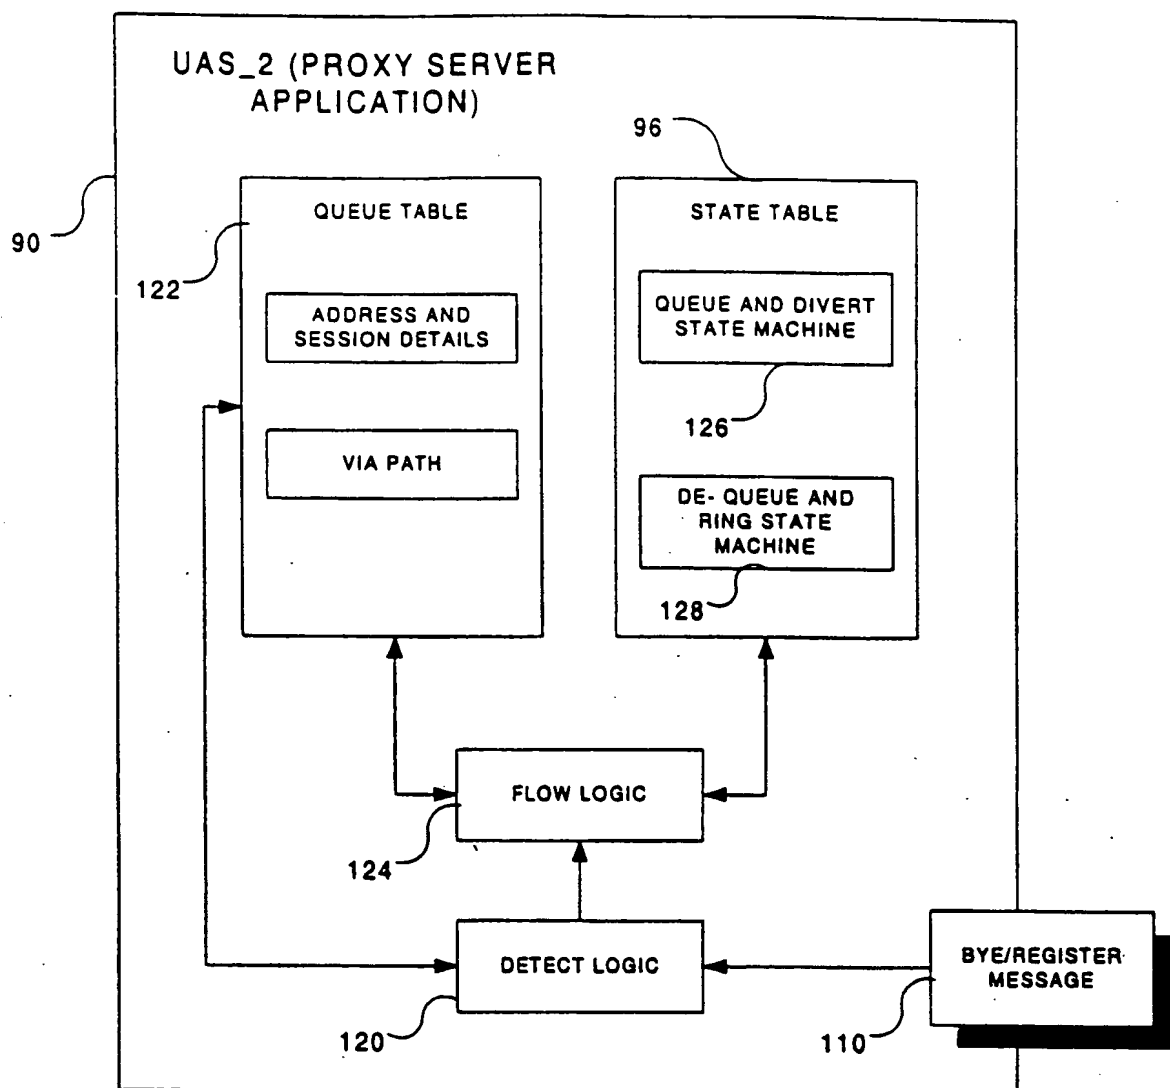 UAS_2 (PROXY SERVER
APPLICATION)
96
90
QUEUE TABLE
STATE TABLE
122
ADDRESS AND
SESSION DETAILS
QUEUE AND DIVERT
STATE MACHINE
126
VIA PATH
DE- QUEUE AND
RING STATE
MACHINE
128
FLOW LOGIC
124
DETECT LOGIC
BYE/REGISTER
MESSAGE
120
110